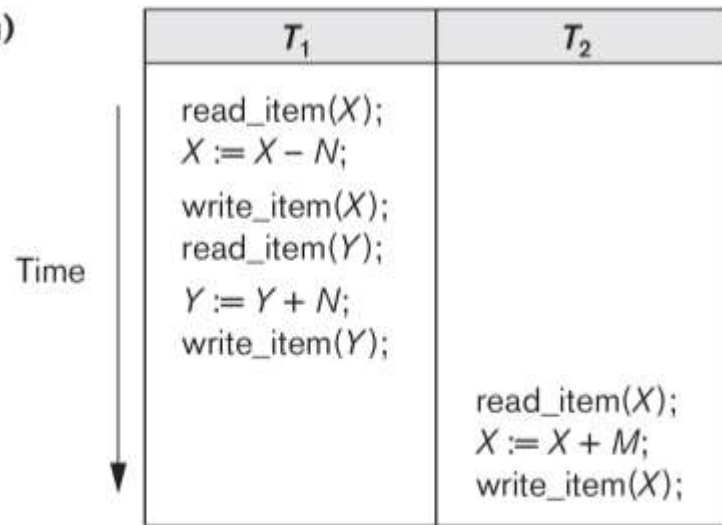 )
T₁ T₂
read_item(X);
X := X – N;
write_item(X);
read_item(Y);
Time
Y := Y + N;
write_item(Y);
read_item(X);
X := X + M;
write_item(X);